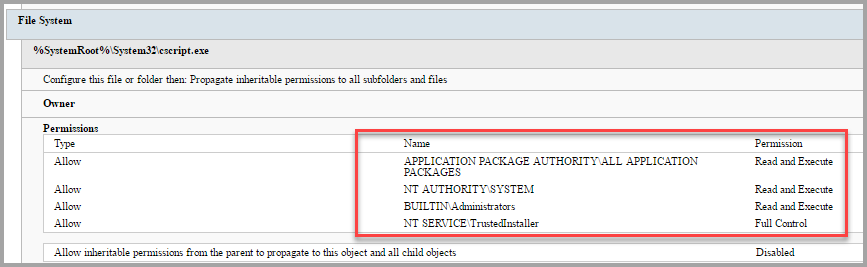 File System
%SystemRoot%\System32\cscript.exe
Configure this file or folder then: Propagate inheritable permissions to all subfolders and files
Owner
Permissions
Type Name Permission
Allow APPLICATION PACKAGE AUTHORITY\ALL APPLICATION PACKAGES Read and Execute
Allow NT AUTHORITY\SYSTEM Read and Execute
Allow BUILTIN\Administrators Read and Execute
Allow NT SERVICE\TrustedInstaller Full Control
Allow inheritable permissions from the parent to propagate to this object and all child objects Disabled